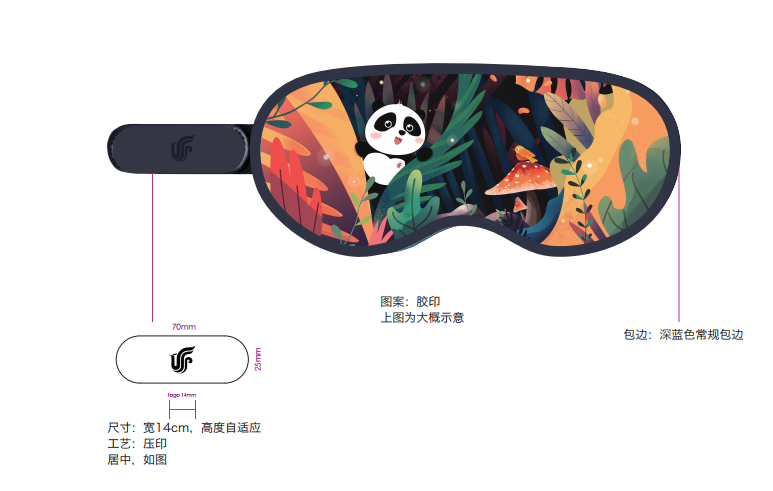 图案：胶印
上图为大概示意
包边：深蓝色常规包边
70mm
25mm
logo 14mm
尺寸：宽14cm，高度自适应
工艺：压印
居中，如图